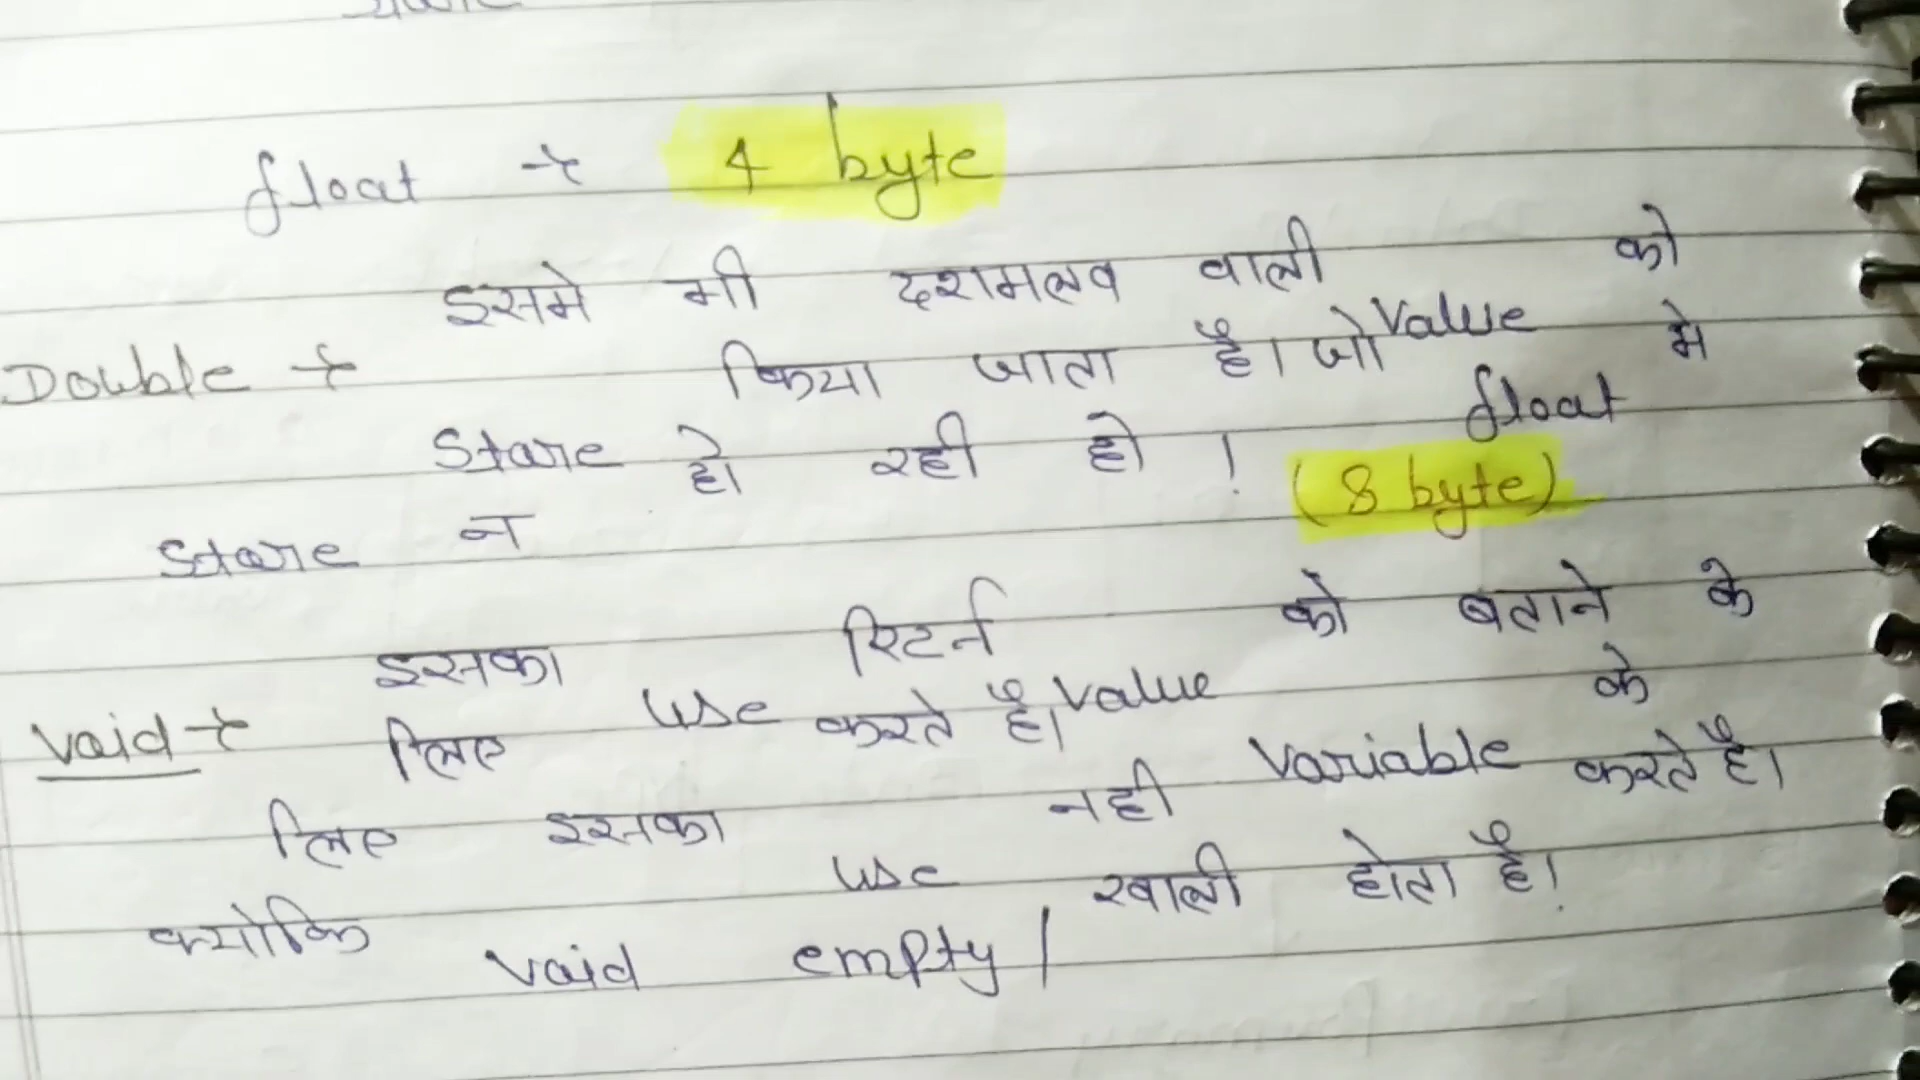 float → 4 byte
Double → इसमे भी दशमलव वाली value को
Store किया जाता है। जो float मे
Store न हो रही हो ! (8 byte)
Void → इसका रिटर्न value को बताने के
लिए use करते है। variable के
लिए इसका use नही करते है।
क्योकि void empty/ खाली होता है।